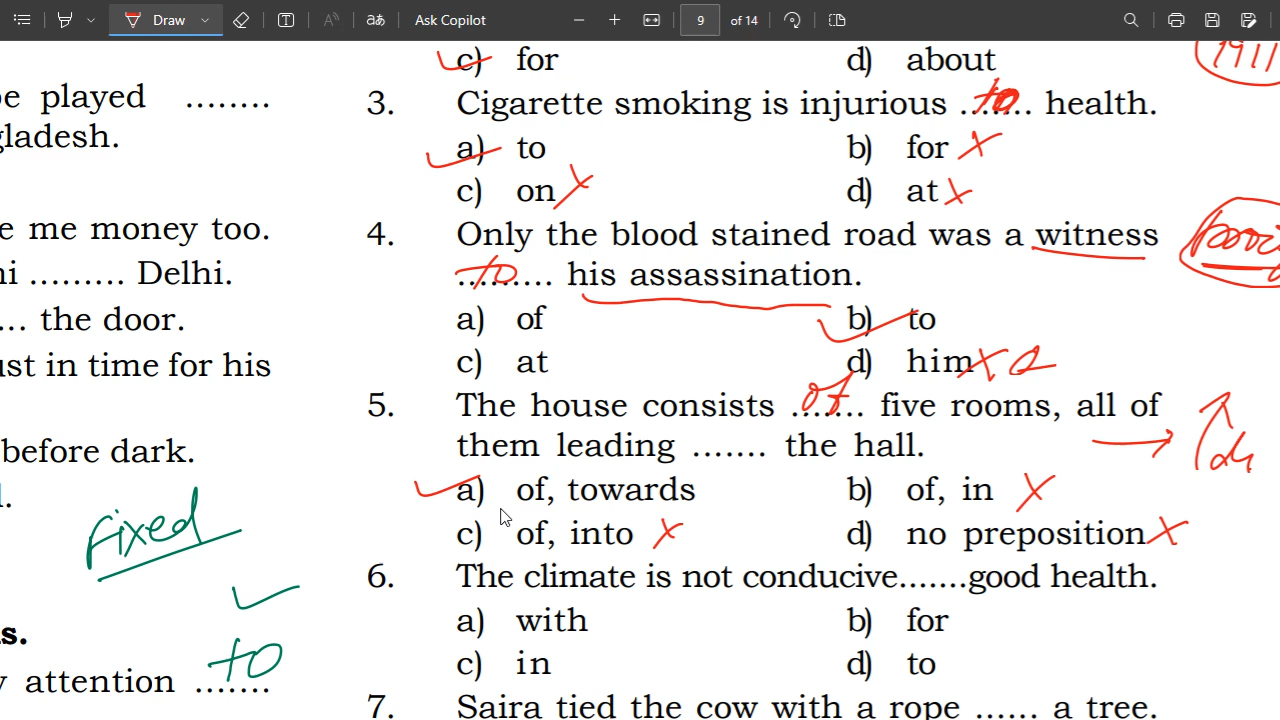 Draw
aあ
Ask Copilot
9 of 14
be played ........
gladesh.
e me money too.
ni ......... Delhi.
... the door.
ust in time for his
before dark.
d.
fixed
s.
y attention .......
to
c) for d) about
1911
3. Cigarette smoking is injurious ........ health.
to
a) to b) for
c) on d) at
4. Only the blood stained road was a witness
......... his assassination.
to
a) of b) to
c) at d) him
5. The house consists ....... five rooms, all of
of
them leading ....... the hall.
a) of, towards b) of, in
c) of, into d) no preposition
6. The climate is not conducive.......good health.
a) with b) for
c) in d) to
7. Saira tied the cow with a rope ...... a tree.